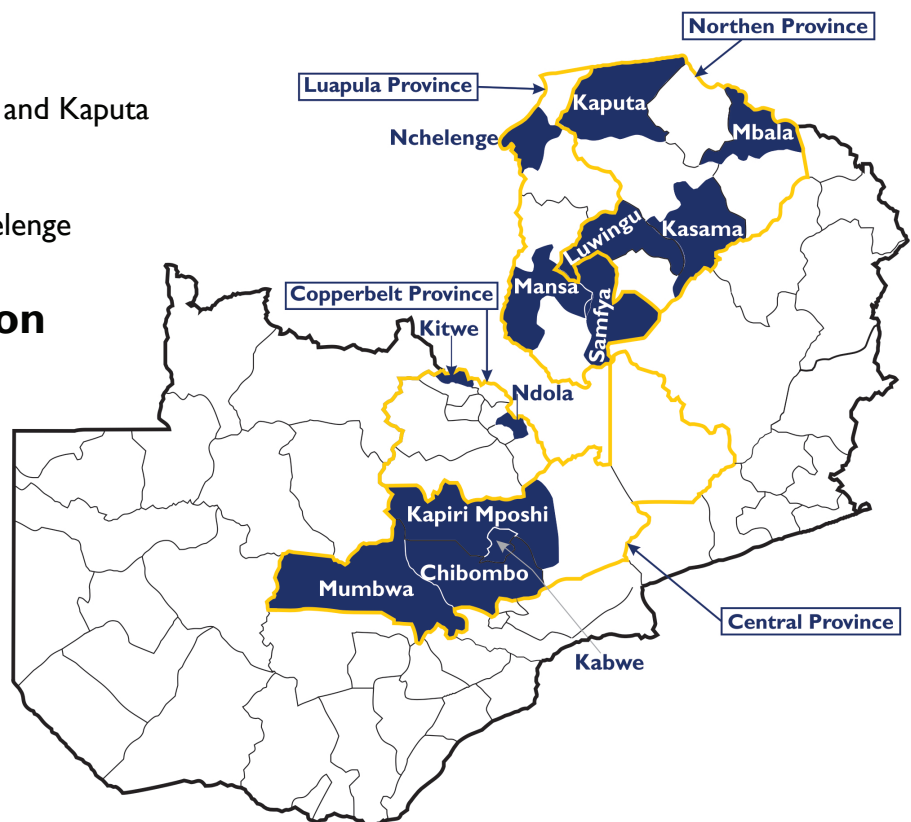 Northen Province
Luapula Province
and Kaputa
Kaputa
Nchelenge
Mbala
elenge
Luwingu
Kasama
Mansa
Samfya
Copperbelt Province
on
Kitwe
Ndola
Kapiri Mposhi
Chibombo
Mumbwa
Central Province
Kabwe